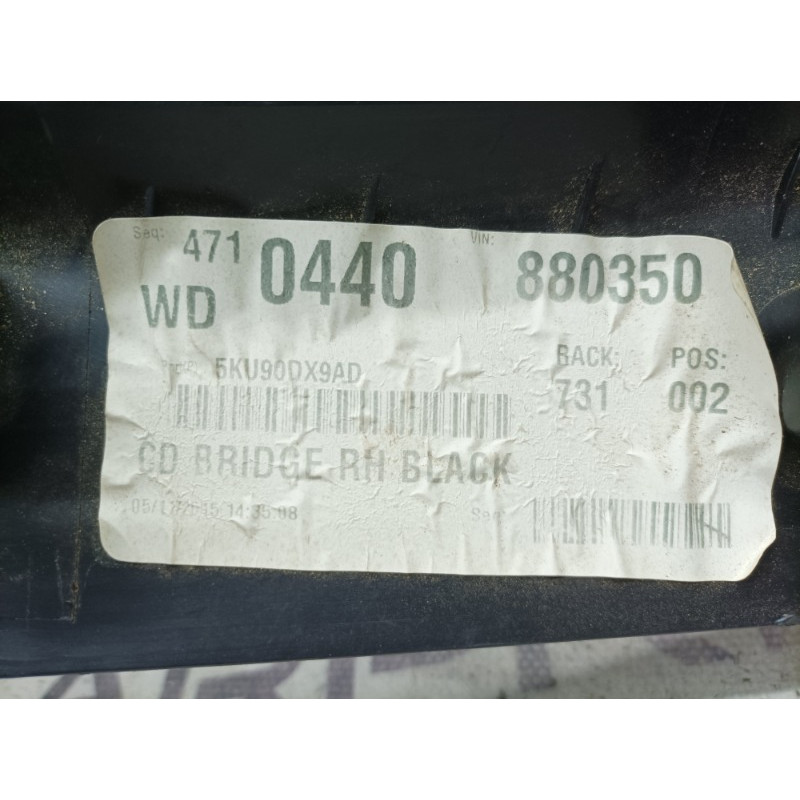 Seq: 471 0440 VIN: 880350
WD
5KU90DX9AD RACK: POS:
731 002
CD BRIDGE RH BLACK
05/17/2015 14:35:08 Seq